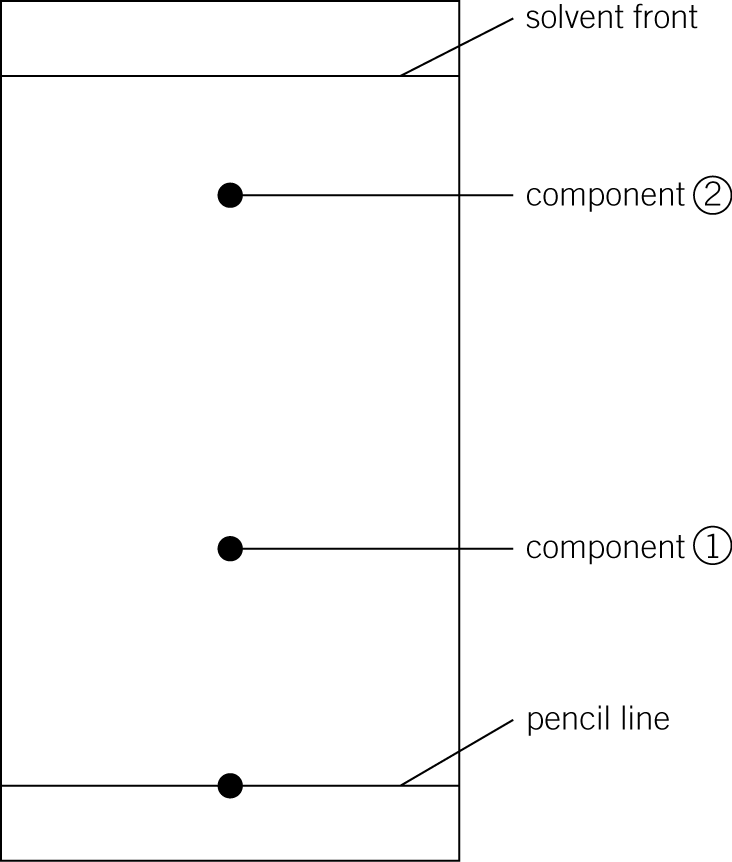 solvent front
component ②
component ①
pencil line